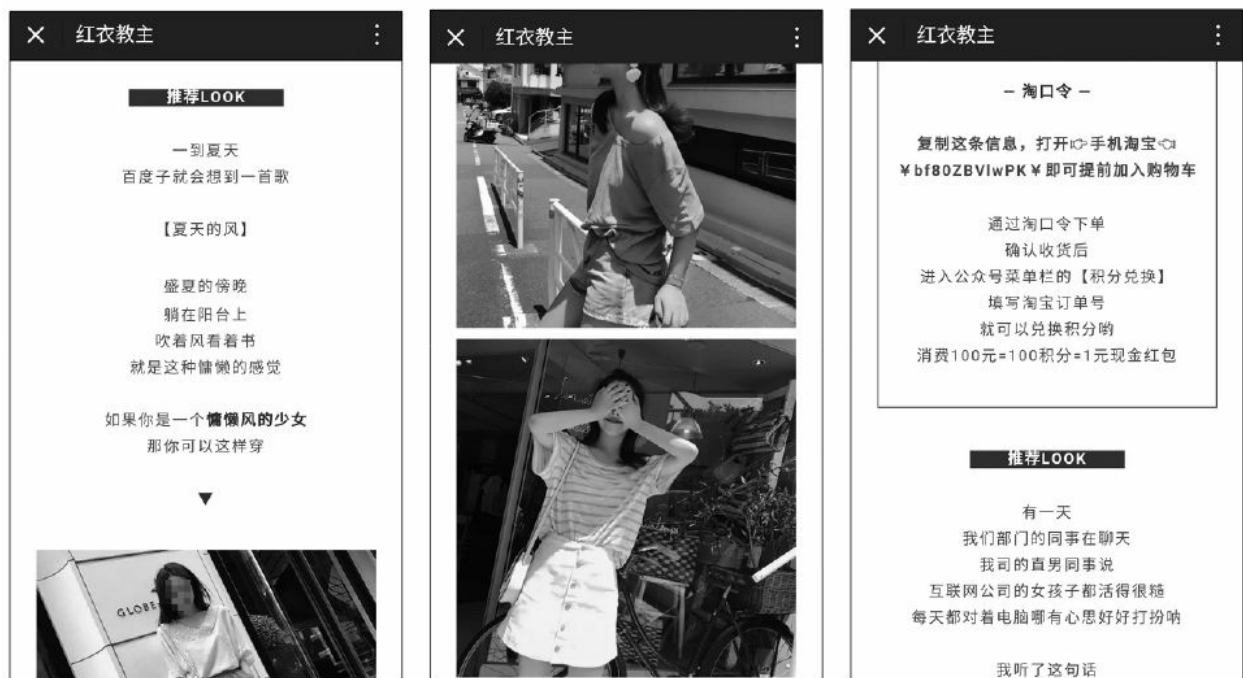 红衣教主
推荐LOOK
一到夏天
百度子就会想到一首歌
【夏天的风】
盛夏的傍晚
躺在阳台上
吹着风看着书
就是这种慵懒的感觉
如果你是一个慵懒风的少女
那你可以这样穿
GLOBE
红衣教主
红衣教主
– 淘口令 –
复制这条信息，打开👉手机淘宝👈
￥bf80ZBVIwPK￥即可提前加入购物车
通过淘口令下单
确认收货后
进入公众号菜单栏的【积分兑换】
填写淘宝订单号
就可以兑换积分哟
消费100元=100积分=1元现金红包
推荐LOOK
有一天
我们部门的同事在聊天
我司的直男同事说
互联网公司的女孩子都活得很糙
每天都对着电脑哪有心思好好打扮呐
我听了这句话